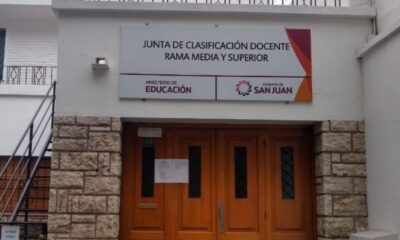 JUNTA DE CLASIFICACIÓN DOCENTE
RAMA MEDIA Y SUPERIOR
MINISTERIO DE
EDUCACIÓN
GOBIERNO DE
SAN JUAN